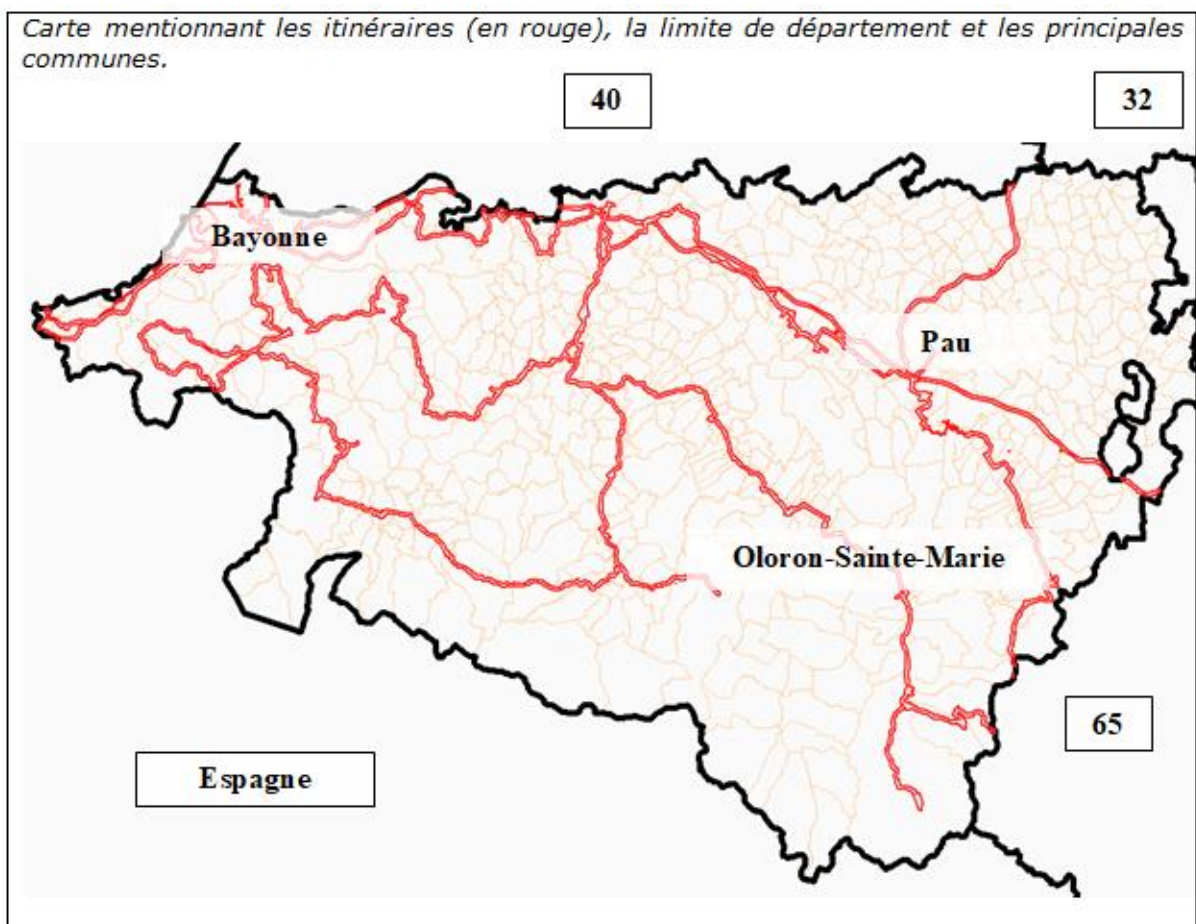 Carte mentionnant les itinéraires (en rouge), la limite de département et les principales
communes.
40
32
Bayonne
Pau
Oloron-Sainte-Marie
65
Espagne